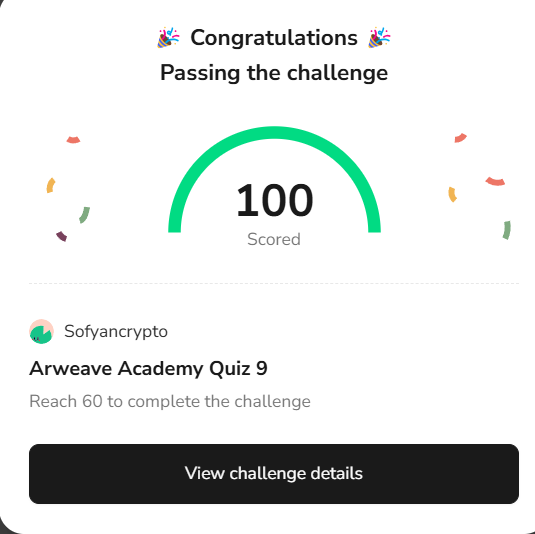 🎉 Congratulations 🎉
Passing the challenge
100
Scored
Sofyancrypto
Arweave Academy Quiz 9
Reach 60 to complete the challenge
View challenge details